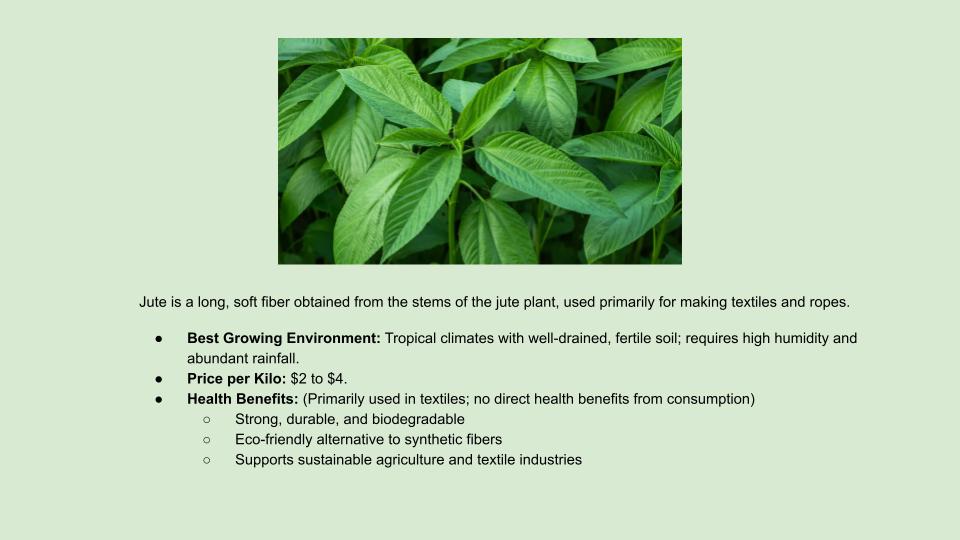 Jute is a long, soft fiber obtained from the stems of the jute plant, used primarily for making textiles and ropes.
● Best Growing Environment: Tropical climates with well-drained, fertile soil; requires high humidity and
abundant rainfall.
● Price per Kilo: $2 to $4.
● Health Benefits: (Primarily used in textiles; no direct health benefits from consumption)
○ Strong, durable, and biodegradable
○ Eco-friendly alternative to synthetic fibers
○ Supports sustainable agriculture and textile industries